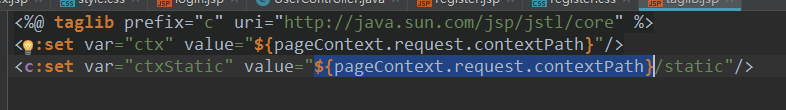 x.jsp style.css login.jsp UserController.java register.jsp register.css taglib.jsp
<%@ taglib prefix="c" uri="http://java.sun.com/jsp/jstl/core" %>
<:set var="ctx" value="${pageContext.request.contextPath}"/>
<c:set var="ctxStatic" value="${pageContext.request.contextPath}/static"/>